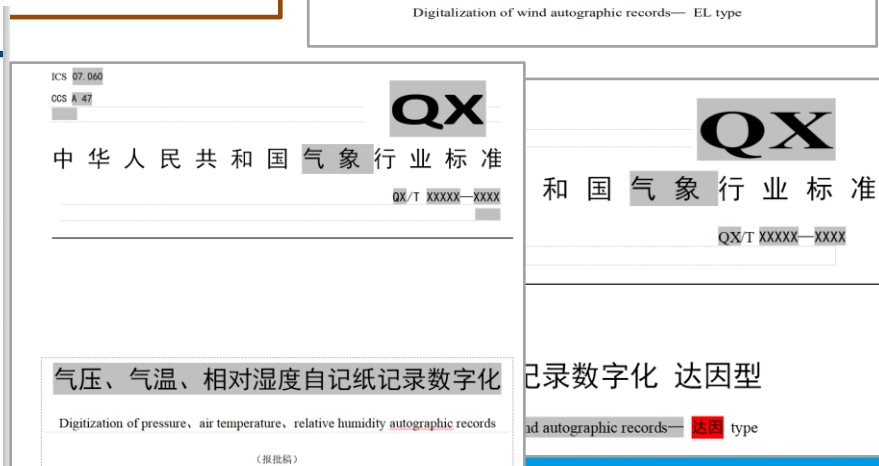 Digitalization of wind autographic records— EL type
ICS 07.060
CCS A 47
QX
中华人民共和国气象行业标准
QX/T XXXXX—XXXX
气压、气温、相对湿度自记纸记录数字化
Digitization of pressure、air temperature、relative humidity autographic records
（报批稿）
QX
和国气象行业标准
QX/T XXXXX—XXXX
记录数字化 达因型
nd autographic records— 达因 type